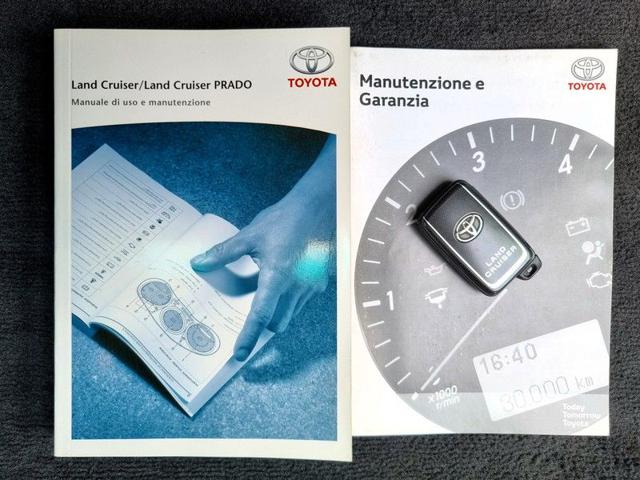 TOYOTA
Land Cruiser/Land Cruiser PRADO
Manuale di uso e manutenzione
TOYOTA
Manutenzione e
Garanzia
3
4
2
1
LAND
CRUISER
16:40
30.000 km
x1000
r/min
Today
Tomorrow
Toyota